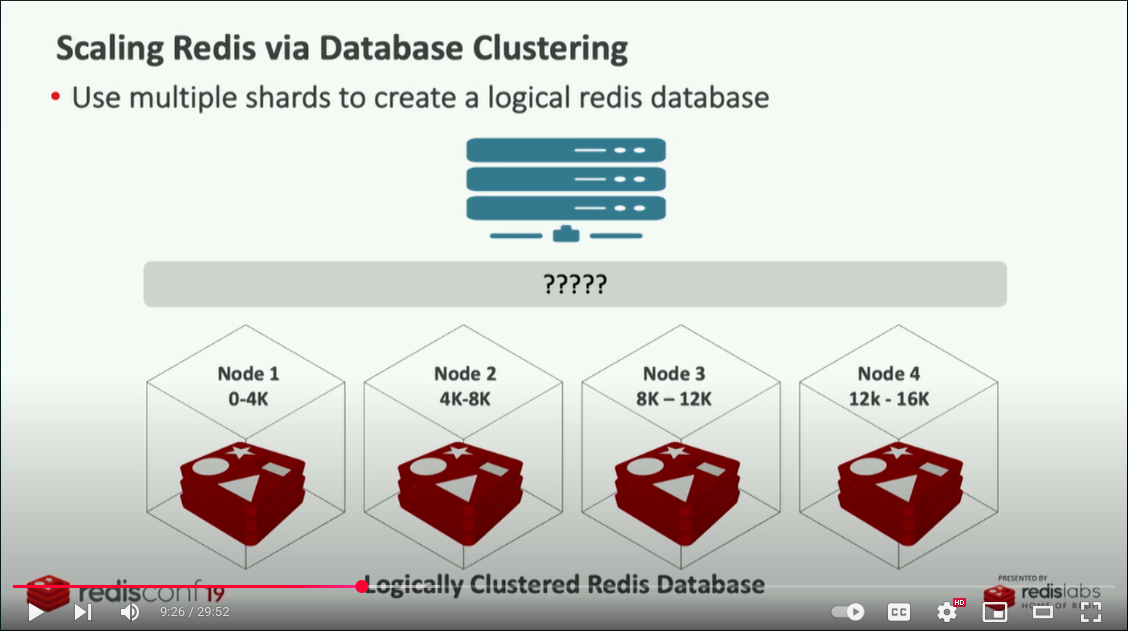 Scaling Redis via Database Clustering
• Use multiple shards to create a logical redis database
?????
Node 1
0-4K
Node 2
4K-8K
Node 3
8K – 12K
Node 4
12k - 16K
Logically Clustered Redis Database
redisconf19
PRESENTED BY
redislabs
HOME OF
9:26 / 29:52
CC
HD